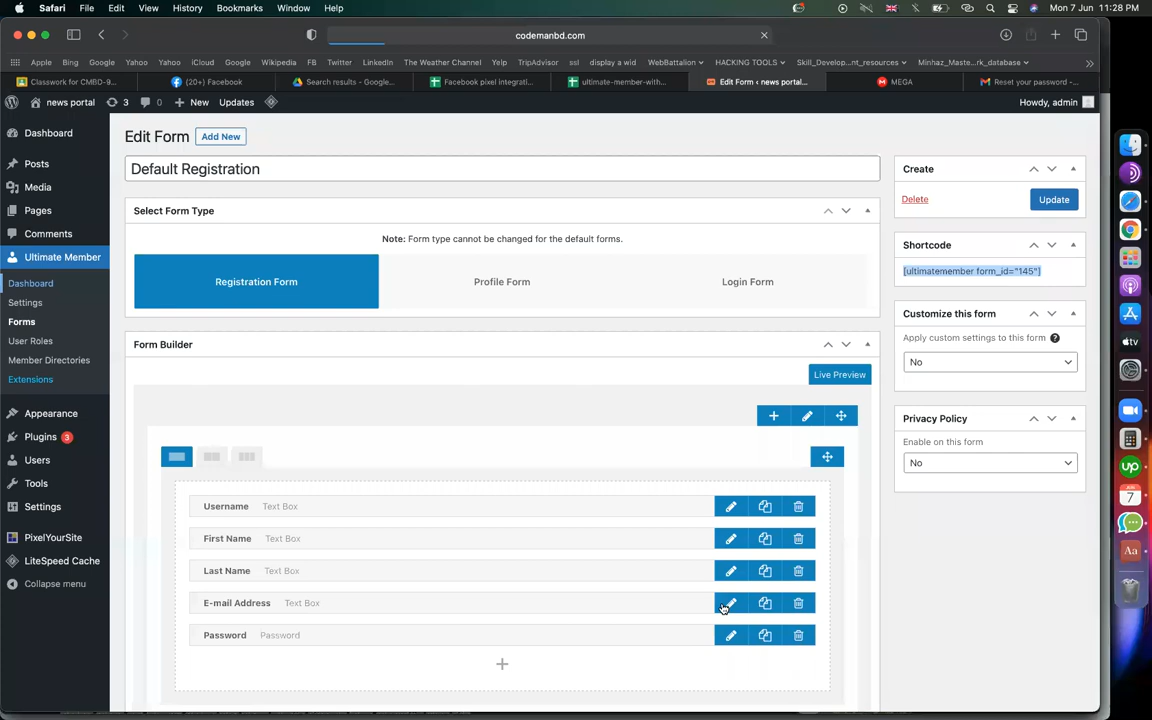 Safari File Edit View History Bookmarks Window Help Mon 7 Jun 11:28 PM
codemanbd.com
Apple Bing Google Yahoo Yahoo iCloud Google Wikipedia FB Twitter LinkedIn The Weather Channel Yelp TripAdvisor ssl display a wid WebBattalion HACKING TOOLS Skill_Develop...nt_resources Minhaz_Maste...rk_database
Classwork for CMBD-9... (20+) Facebook Search results - Google... Facebook pixel integrati... ultimate-member-with... Edit Form ‹ news portal... MEGA Reset your password -...
news portal 3 0 New Updates Howdy, admin
Dashboard
Posts
Media
Pages
Comments
Ultimate Member
Dashboard
Settings
Forms
User Roles
Member Directories
Extensions
Appearance
Plugins 3
Users
Tools
Settings
PixelYourSite
LiteSpeed Cache
Collapse menu
Edit Form Add New
Default Registration
Select Form Type
Note: Form type cannot be changed for the default forms.
Registration Form Profile Form Login Form
Form Builder
Live Preview
Username Text Box
First Name Text Box
Last Name Text Box
E-mail Address Text Box
Password Password
Create
Delete Update
Shortcode
[ultimatemember form_id="145"]
Customize this form
Apply custom settings to this form ?
No
Privacy Policy
Enable on this form
No
tv
up
7
Aa